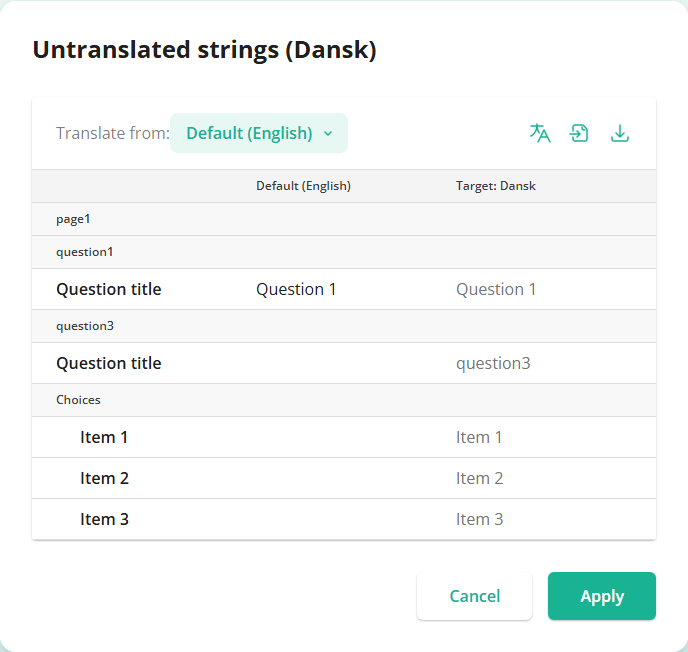 Untranslated strings (Dansk)
Translate from: Default (English)
Default (English) Target: Dansk
page1
question1
Question title Question 1 Question 1
question3
Question title question3
Choices
Item 1 Item 1
Item 2 Item 2
Item 3 Item 3
Cancel Apply